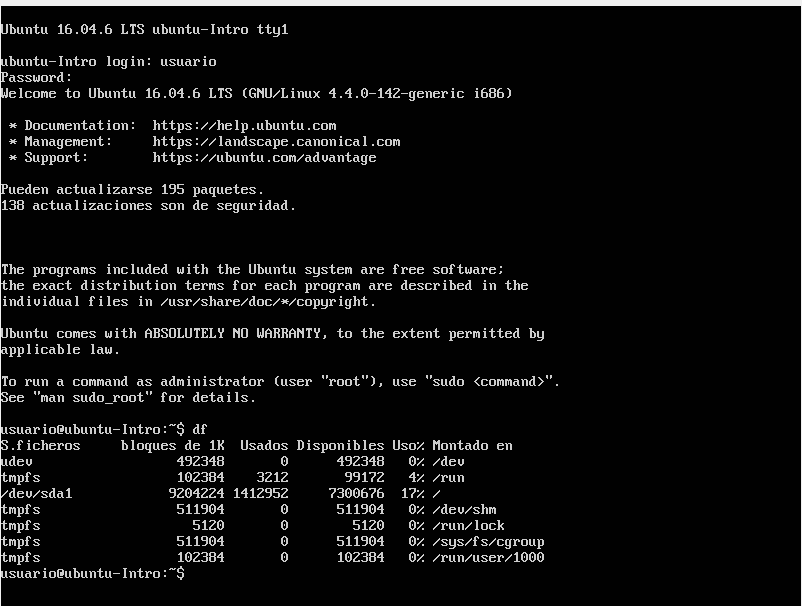 Ubuntu 16.04.6 LTS ubuntu-Intro tty1
ubuntu-Intro login: usuario
Password:
Welcome to Ubuntu 16.04.6 LTS (GNU/Linux 4.4.0-142-generic i686)
* Documentation:  https://help.ubuntu.com
* Management:     https://landscape.canonical.com
* Support:        https://ubuntu.com/advantage
Pueden actualizarse 195 paquetes.
138 actualizaciones son de seguridad.
The programs included with the Ubuntu system are free software;
the exact distribution terms for each program are described in the
individual files in /usr/share/doc/*/copyright.
Ubuntu comes with ABSOLUTELY NO WARRANTY, to the extent permitted by
applicable law.
To run a command as administrator (user "root"), use "sudo <command>".
See "man sudo_root" for details.
usuario@ubuntu-Intro:~$ df
S.ficheros     bloques de 1K  Usados Disponibles Uso% Montado en
udev                  492348       0      492348   0% /dev
tmpfs                 102384    3212       99172   4% /run
/dev/sda1            9204224 1412952     7300676  17% /
tmpfs                 511904       0      511904   0% /dev/shm
tmpfs                   5120       0        5120   0% /run/lock
tmpfs                 511904       0      511904   0% /sys/fs/cgroup
tmpfs                 102384       0      102384   0% /run/user/1000
usuario@ubuntu-Intro:~$